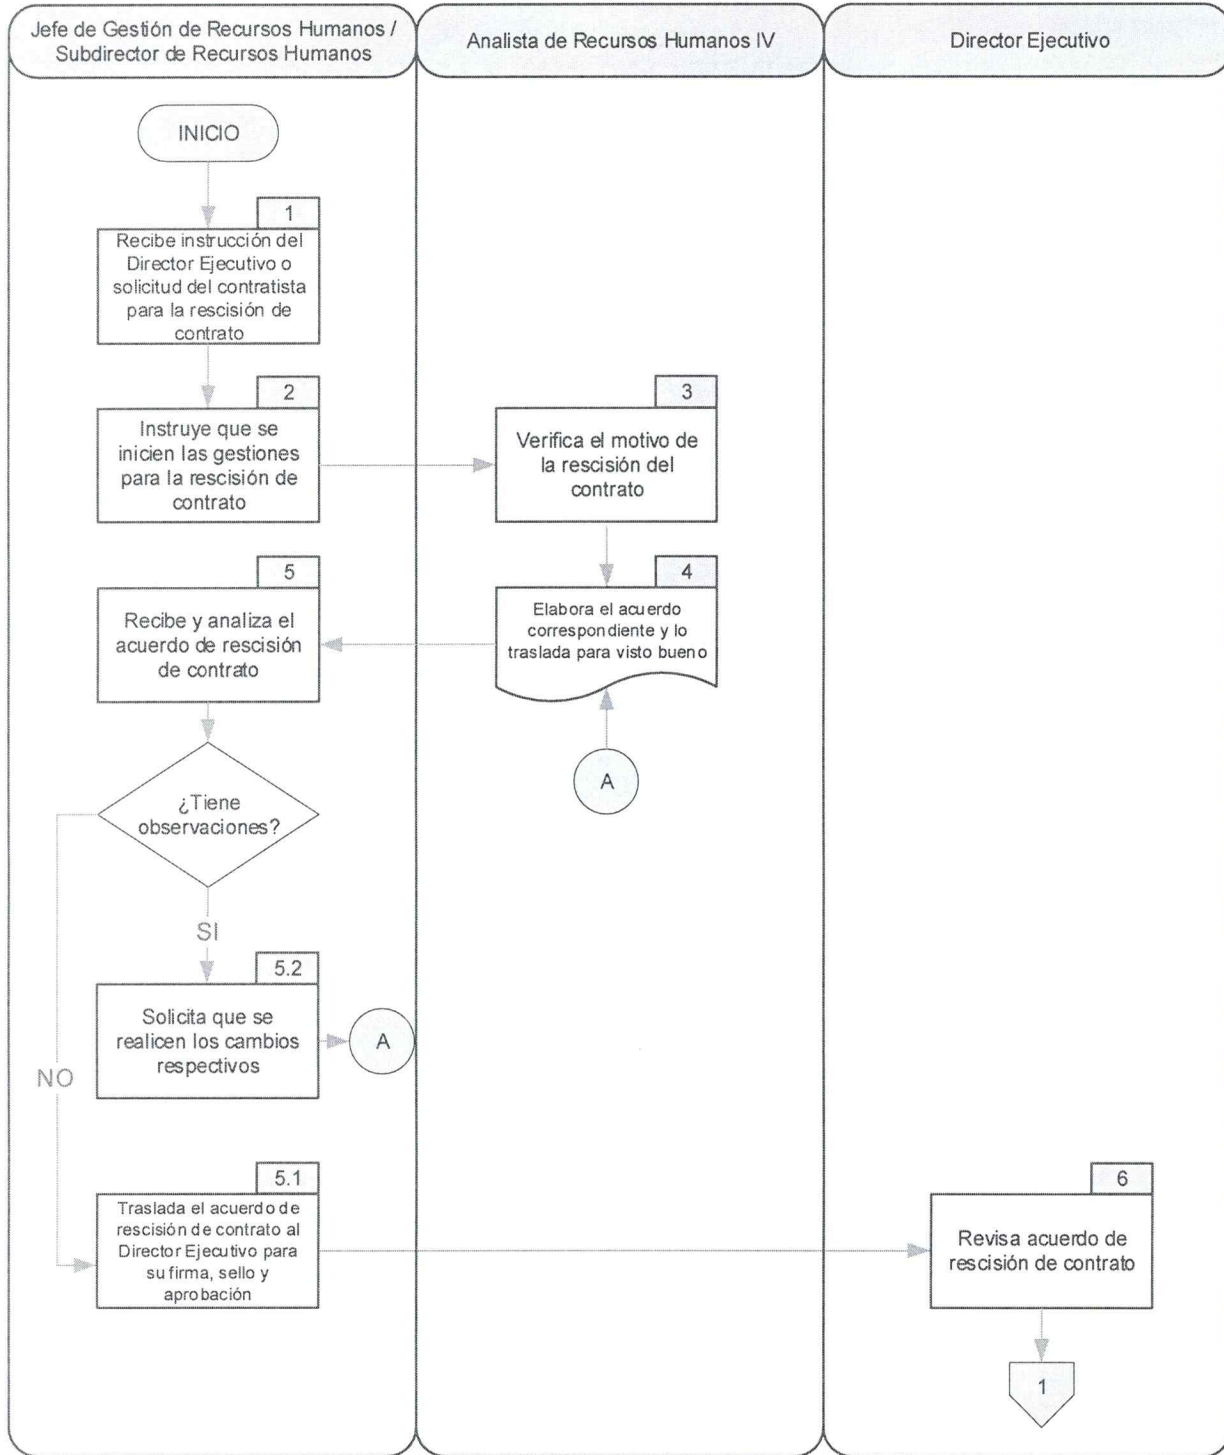 Jefe de Gestión de Recursos Humanos /
Subdirector de Recursos Humanos
Analista de Recursos Humanos IV
Director Ejecutivo
INICIO
1
Recibe instrucción del
Director Ejecutivo o
solicitud del contratista
para la rescisión de
contrato
2
Instruye que se
inicien las gestiones
para la rescisión de
contrato
3
Verifica el motivo de
la rescisión del
contrato
4
Elabora el acuerdo
correspondiente y lo
traslada para visto bueno
5
Recibe y analiza el
acuerdo de rescisión
de contrato
A
¿Tiene
observaciones?
SI
5.2
Solicita que se
realicen los cambios
respectivos
A
NO
5.1
Traslada el acuerdo de
rescisión de contrato al
Director Ejecutivo para
su firma, sello y
aprobación
6
Revisa acuerdo de
rescisión de contrato
1